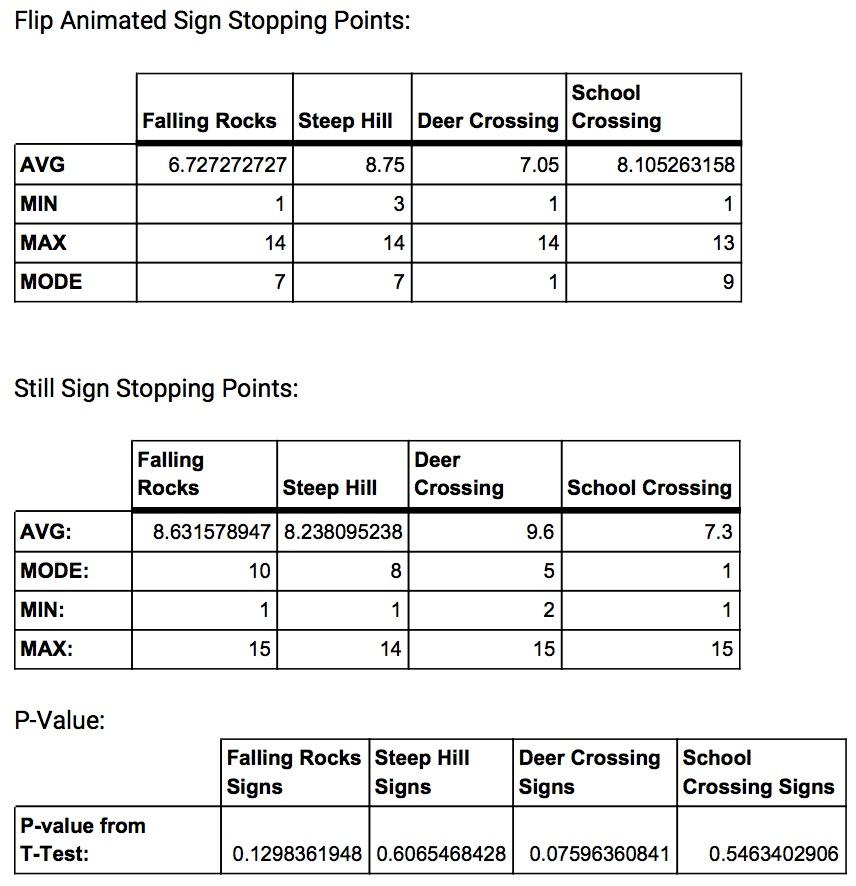 Flip Animated Sign Stopping Points:
School
Falling Rocks Steep Hill Deer Crossing Crossing
AVG 6.727272727 8.75 7.05 8.105263158
MIN 1 3 1 1
MAX 14 14 14 13
MODE 7 7 1 9
Still Sign Stopping Points:
Falling Deer
Rocks Steep Hill Crossing School Crossing
AVG: 8.631578947 8.238095238 9.6 7.3
MODE: 10 8 5 1
MIN: 1 1 2 1
MAX: 15 14 15 15
P-Value:
Falling Rocks Steep Hill Deer Crossing School
Signs Signs Signs Crossing Signs
P-value from
T-Test: 0.1298361948 0.6065468428 0.07596360841 0.5463402906